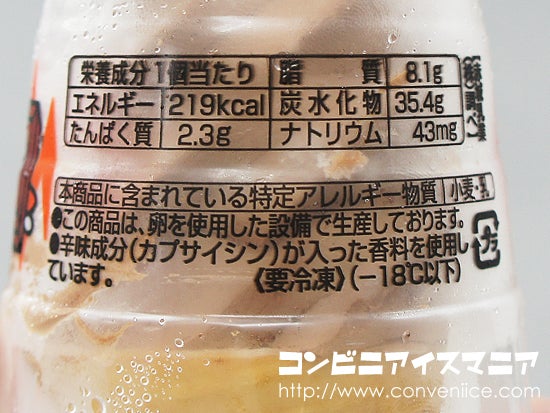 栄養成分 1個当たり 脂質 8.1g
エネルギー 219kcal 炭水化物 35.4g
たんぱく質 2.3g ナトリウム 43mg
本商品に含まれている特定アレルギー物質 小麦・乳
●この商品は、卵を使用した設備で生産しております。
●辛味成分(カプサイシン)が入った香料を使用し
ています。 《要冷凍》(−18℃以下)
プラ
コンビニアイスマニア
http://www.conveniice.com/